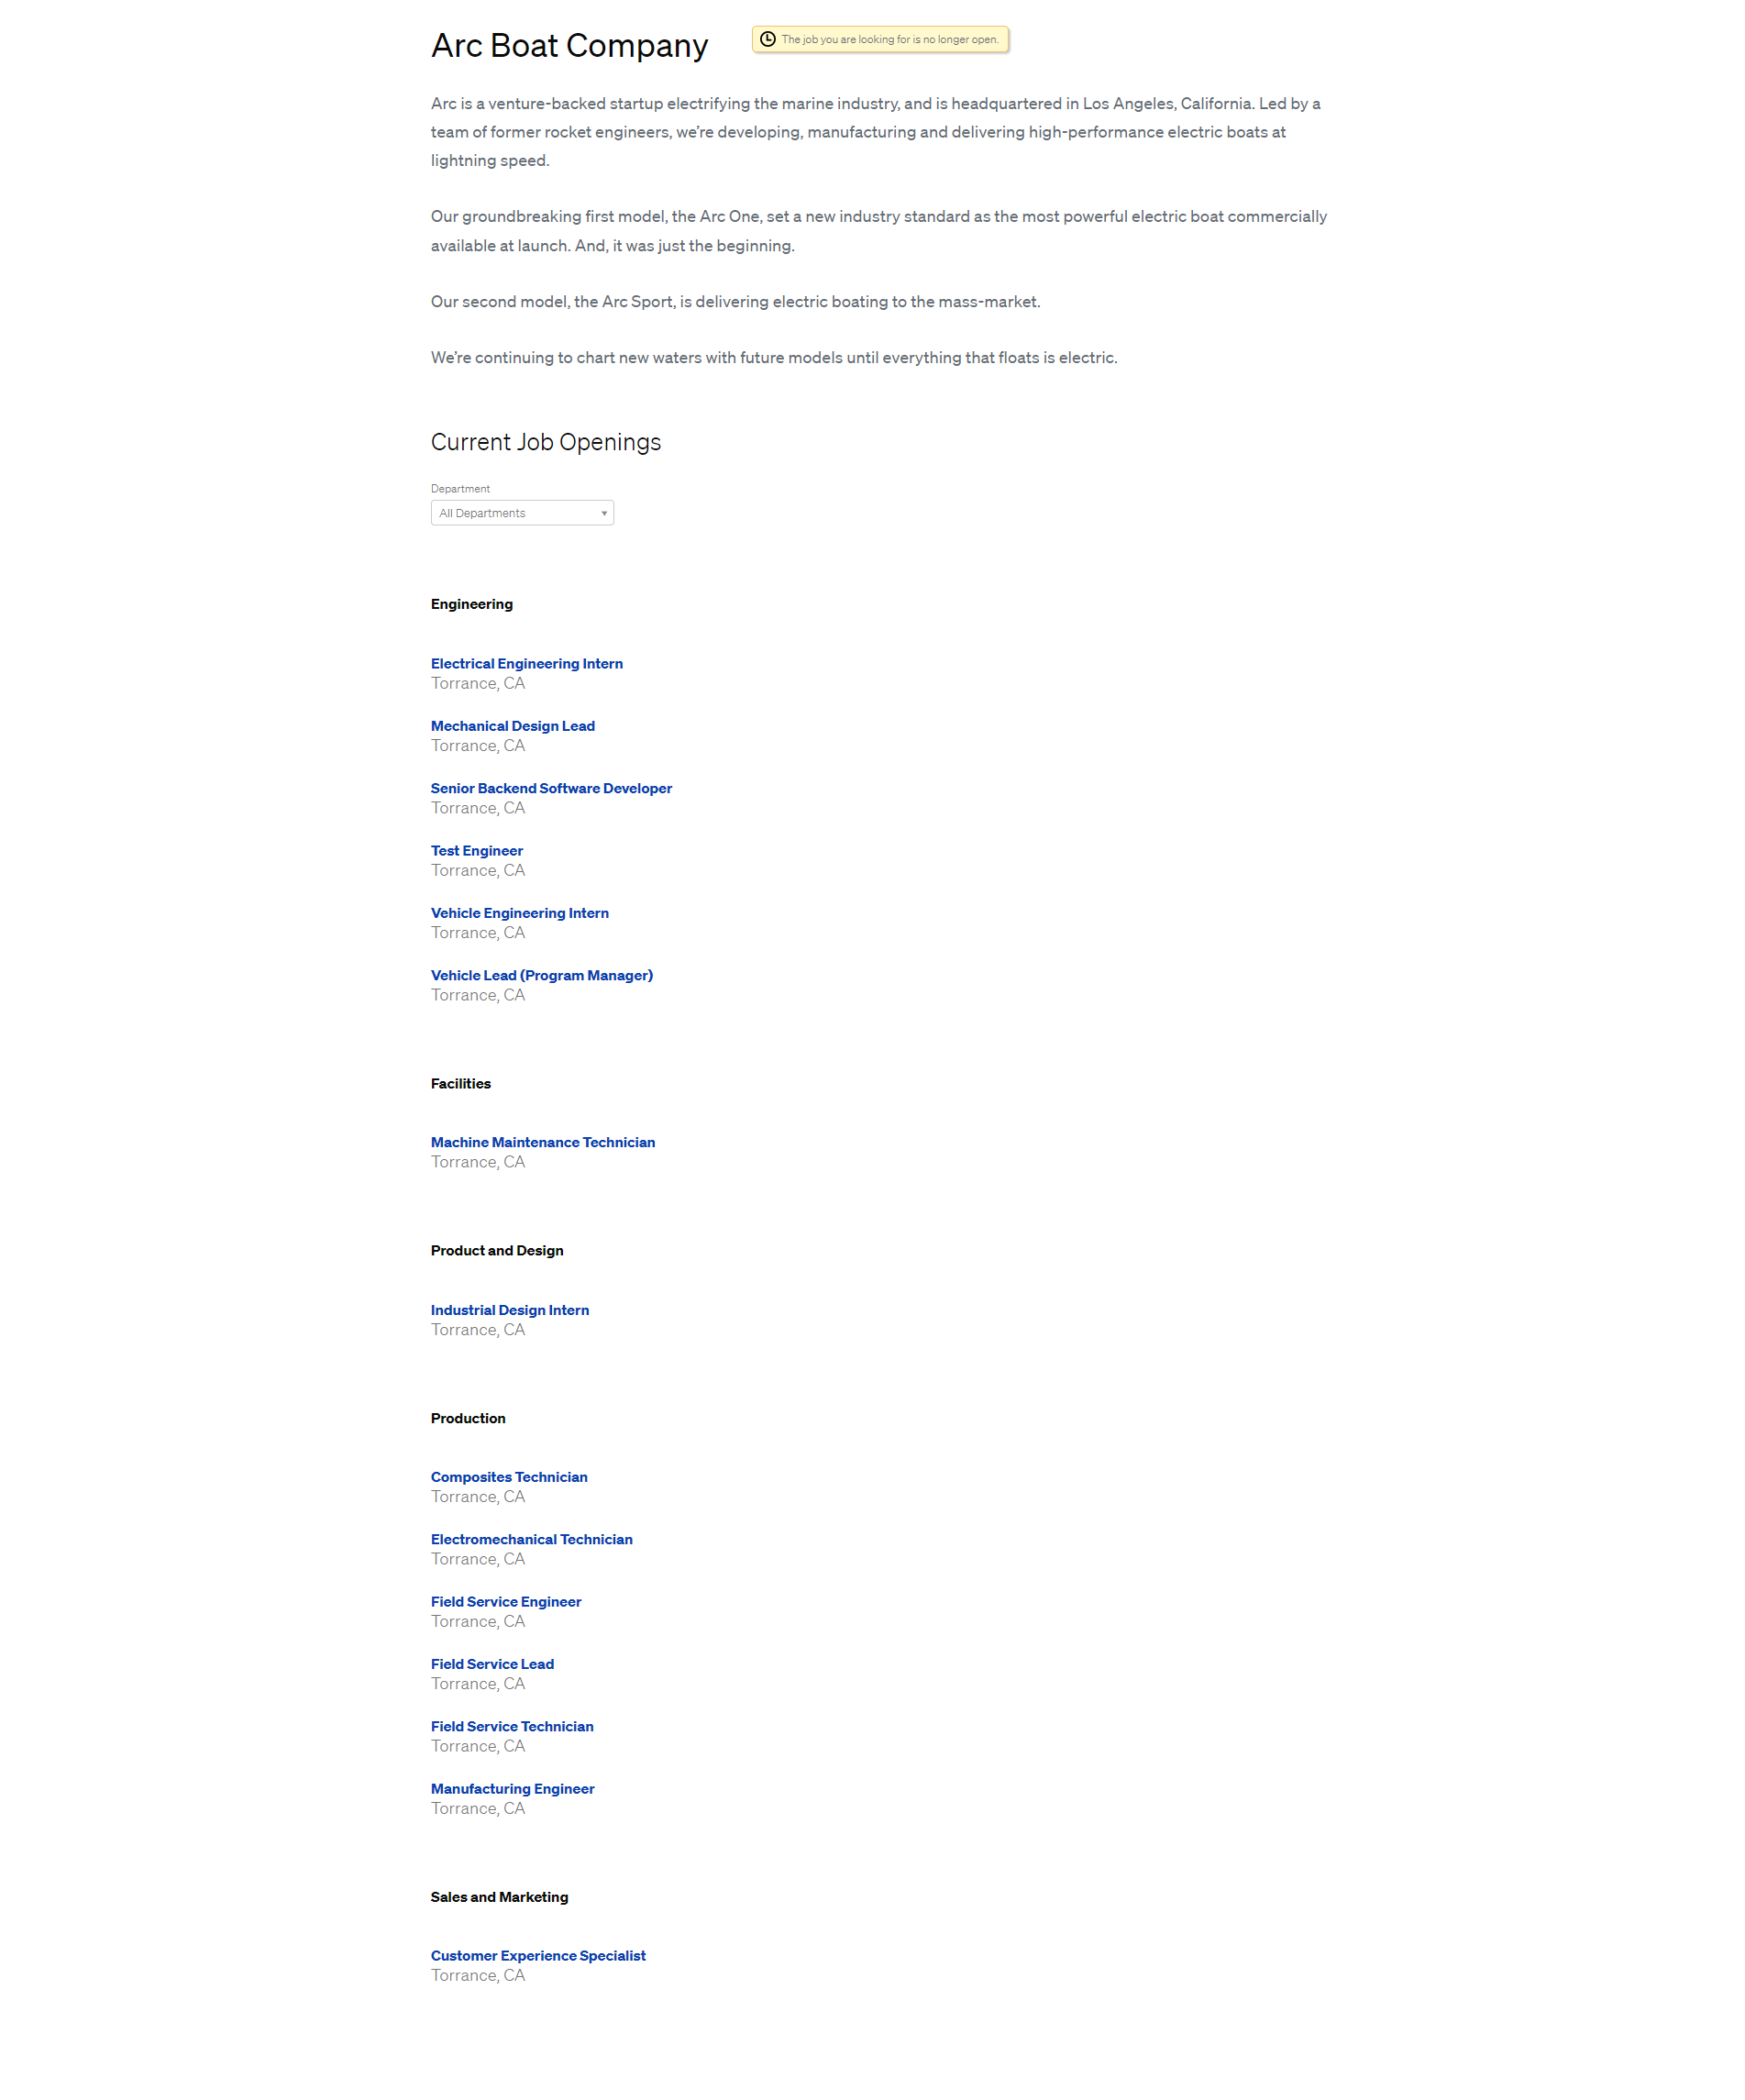 Arc Boat Company
The job you are looking for is no longer open.
Arc is a venture-backed startup electrifying the marine industry, and is headquartered in Los Angeles, California. Led by a
team of former rocket engineers, we’re developing, manufacturing and delivering high-performance electric boats at
lightning speed.
Our groundbreaking first model, the Arc One, set a new industry standard as the most powerful electric boat commercially
available at launch. And, it was just the beginning.
Our second model, the Arc Sport, is delivering electric boating to the mass-market.
We’re continuing to chart new waters with future models until everything that floats is electric.
Current Job Openings
Department
All Departments
Engineering
Electrical Engineering Intern
Torrance, CA
Mechanical Design Lead
Torrance, CA
Senior Backend Software Developer
Torrance, CA
Test Engineer
Torrance, CA
Vehicle Engineering Intern
Torrance, CA
Vehicle Lead (Program Manager)
Torrance, CA
Facilities
Machine Maintenance Technician
Torrance, CA
Product and Design
Industrial Design Intern
Torrance, CA
Production
Composites Technician
Torrance, CA
Electromechanical Technician
Torrance, CA
Field Service Engineer
Torrance, CA
Field Service Lead
Torrance, CA
Field Service Technician
Torrance, CA
Manufacturing Engineer
Torrance, CA
Sales and Marketing
Customer Experience Specialist
Torrance, CA